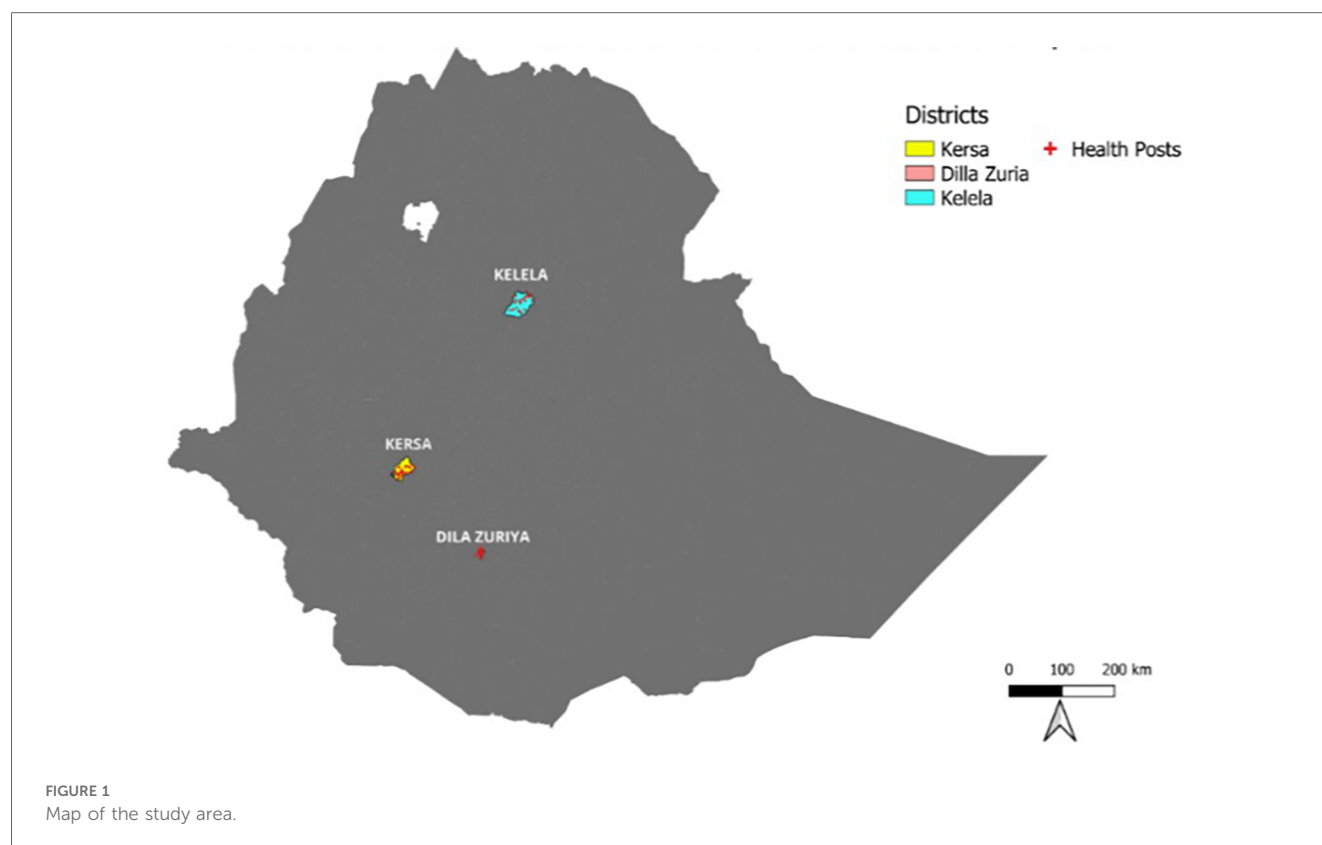 Districts
Kersa
Health Posts
Dilla Zuria
Kelela
KELELA
KERSA
DILA ZURIYA
0 100 200 km
FIGURE 1
Map of the study area.